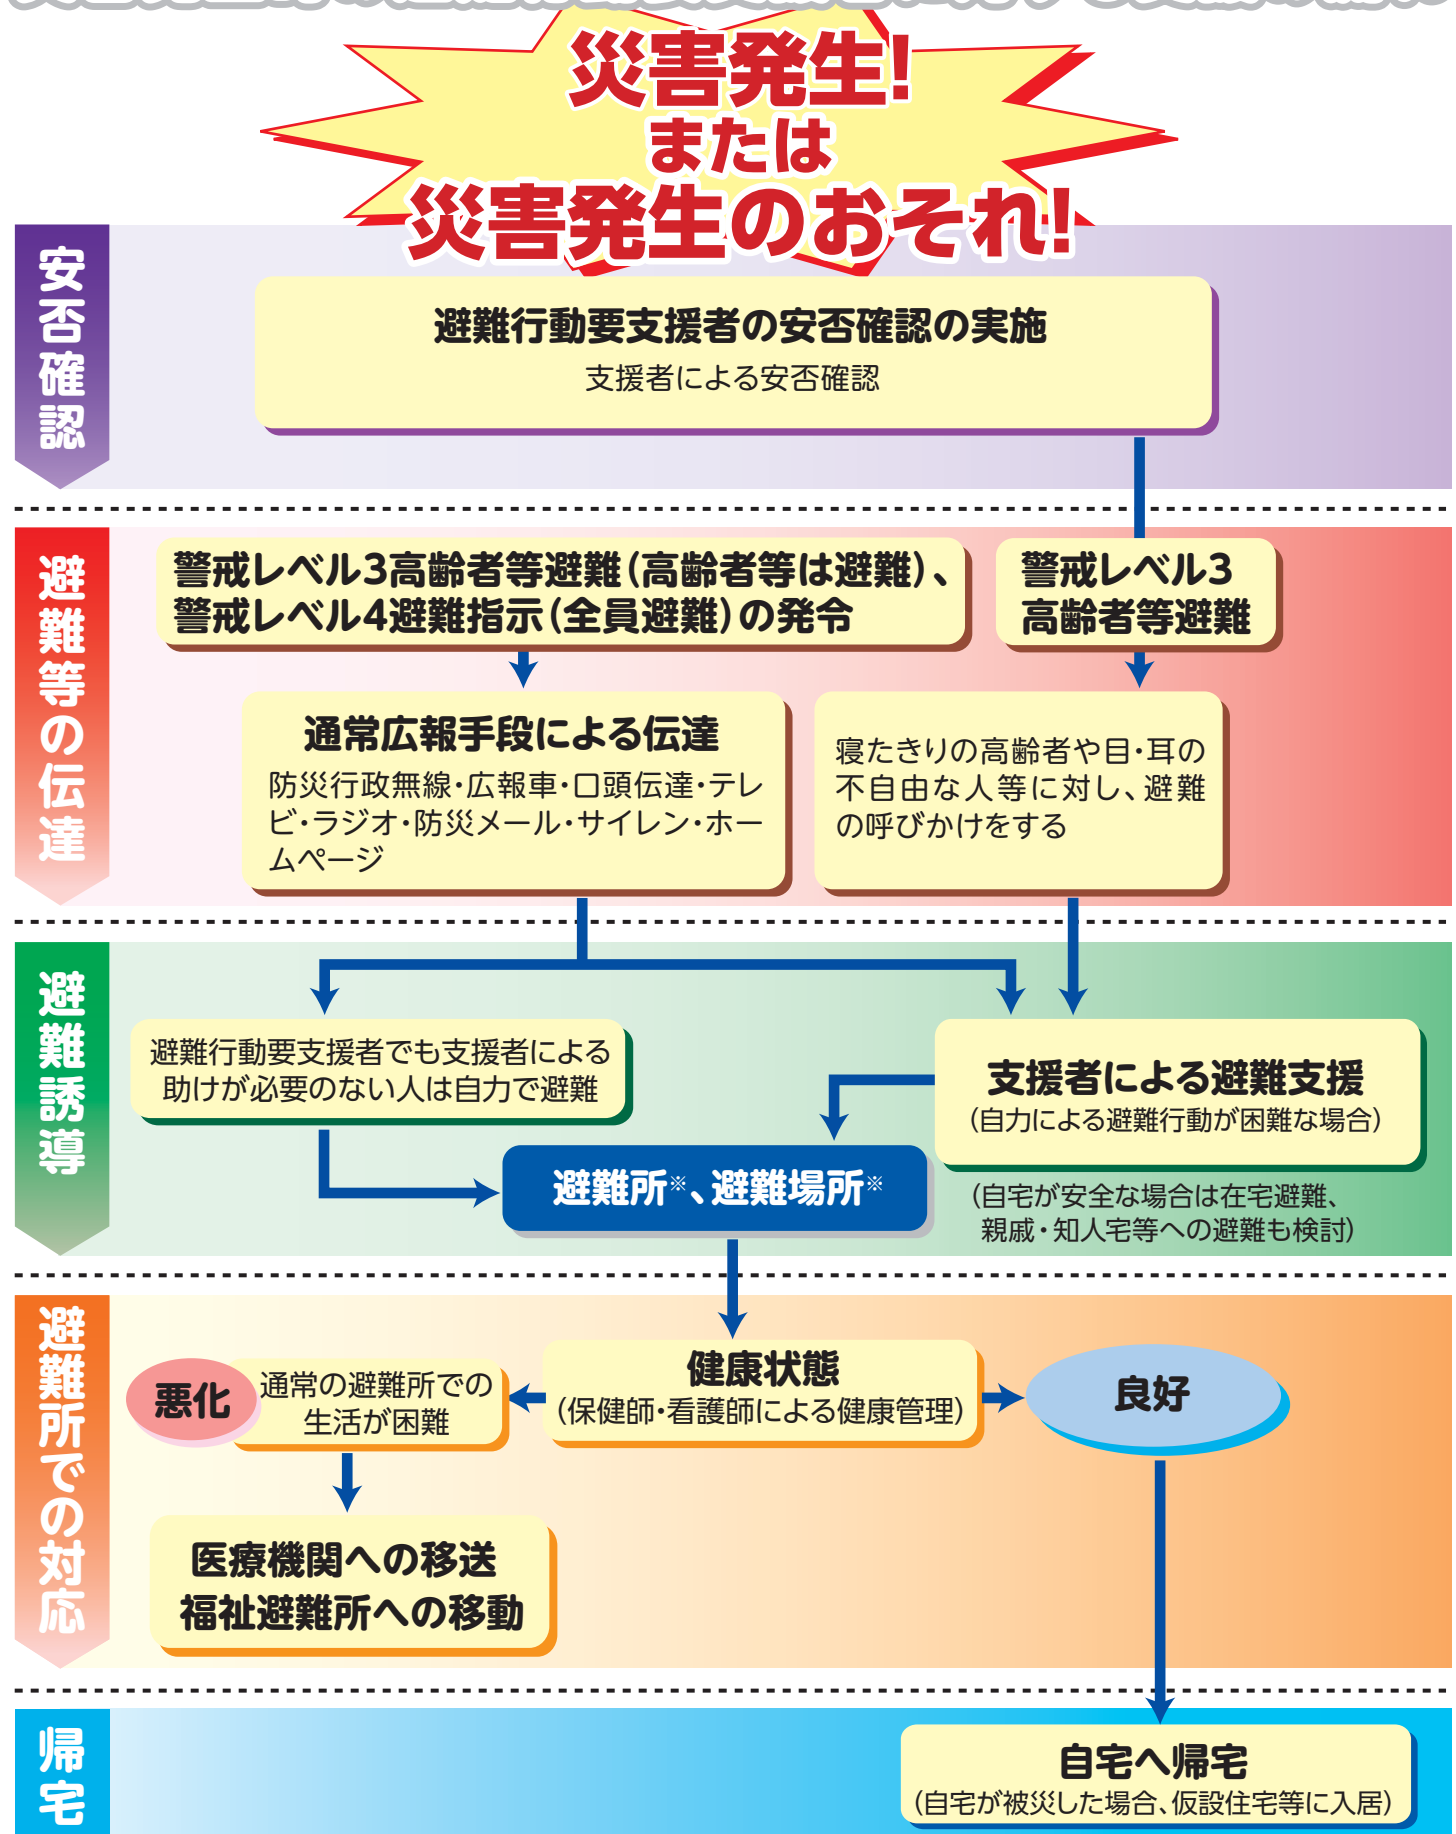 災害発生!
または
災害発生のおそれ!
安否確認
避難行動要支援者の安否確認の実施
支援者による安否確認
避難等の伝達
警戒レベル3高齢者等避難（高齢者等は避難）、
警戒レベル4避難指示（全員避難）の発令
警戒レベル3
高齢者等避難
通常広報手段による伝達
防災行政無線・広報車・口頭伝達・テレ
ビ・ラジオ・防災メール・サイレン・ホー
ムページ
寝たきりの高齢者や目・耳の
不自由な人等に対し、避難
の呼びかけをする
避難誘導
避難行動要支援者でも支援者による
助けが必要のない人は自力で避難
支援者による避難支援
（自力による避難行動が困難な場合）
避難所※、避難場所※
（自宅が安全な場合は在宅避難、
親戚・知人宅等への避難も検討）
避難所での対応
悪化
通常の避難所での
生活が困難
健康状態
（保健師・看護師による健康管理）
良好
医療機関への移送
福祉避難所への移動
帰宅
自宅へ帰宅
（自宅が被災した場合、仮設住宅等に入居）